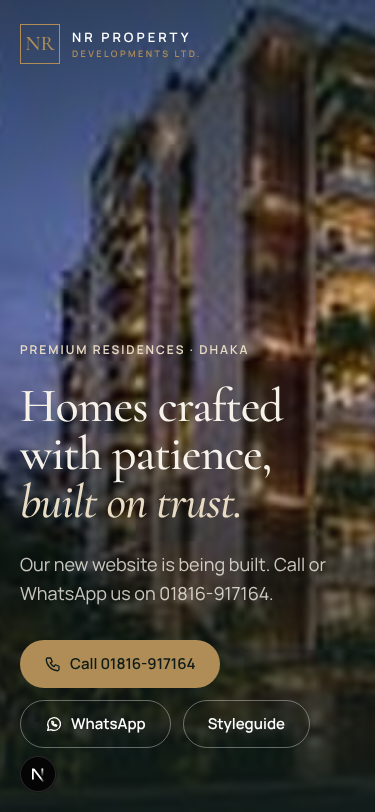 NR
NR PROPERTY
DEVELOPMENTS LTD.
PREMIUM RESIDENCES · DHAKA
Homes crafted
with patience,
built on trust.
Our new website is being built. Call or
WhatsApp us on 01816-917164.
Call 01816-917164
WhatsApp
Styleguide
N